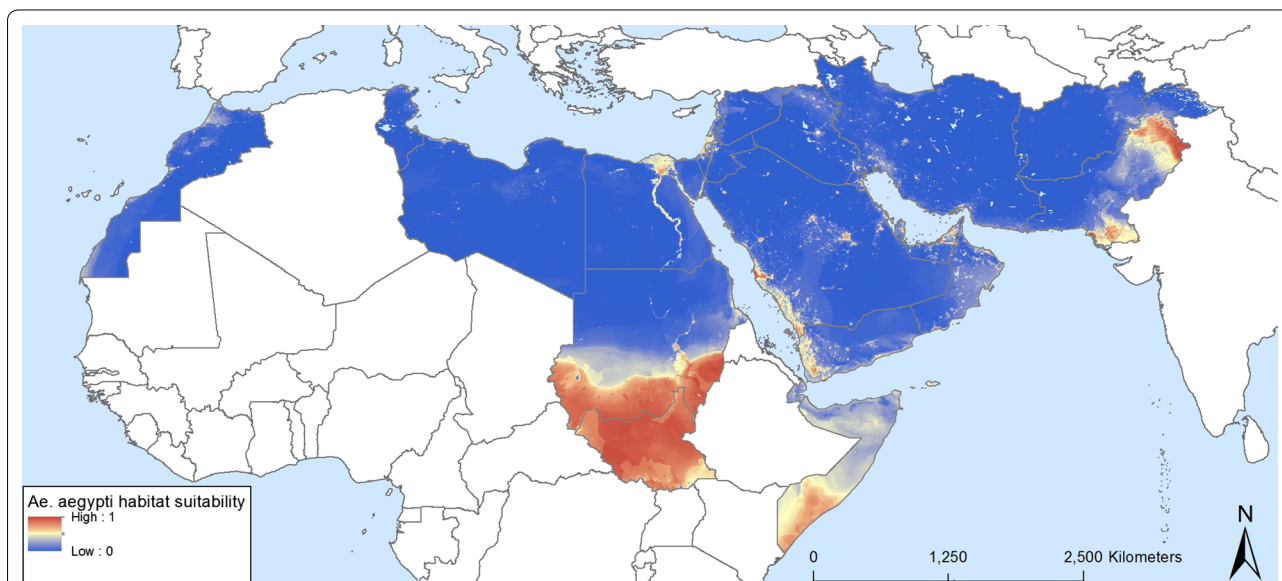 Ae. aegypti habitat suitability
High : 1
Low : 0
N
0 1,250 2,500 Kilometers